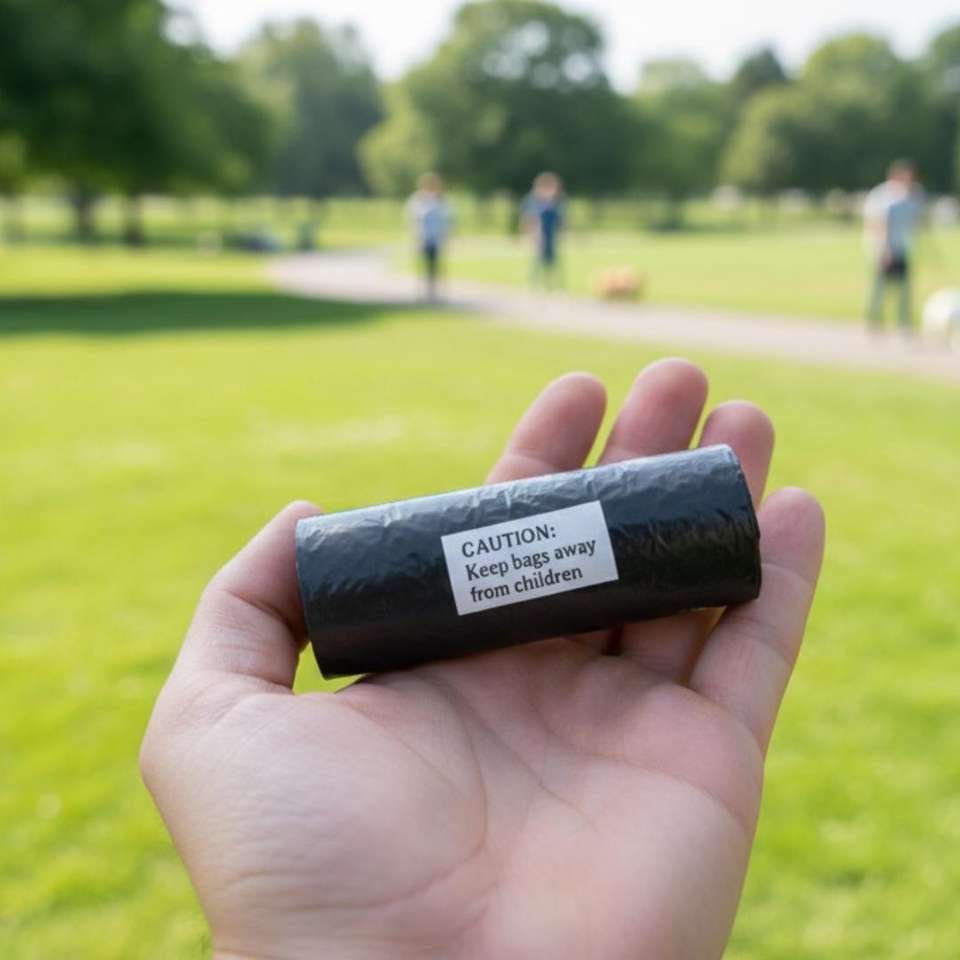 CAUTION:
Keep bags away
from children